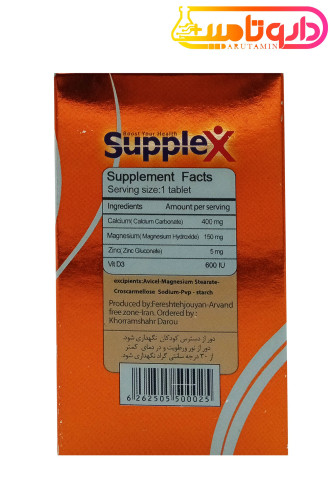 داروتامین
DARUTAMIN
Boost Your Health
SuppleX
Supplement Facts
Serving size:1 tablet
Ingredients Amount per serving
Calcium( Calcium Carbonate) 400 mg
Magnesium( Magnesium Hydroxide) 150 mg
Zinc( Zinc Gluconate) 5 mg
Vit D3 600 IU
excipients:Avicel-Magnesium Stearate-
Croscarmellose Sodium-Pvp - starch
Produced by:Fereshtehjouyan-Arvand
free zone-Iran. Ordered by :
Khorramshahr Darou
دور از دسترس کودکان نگهداری شود.
دور از نور ورطوبت و در دمای کمتر
از ۳۰ درجه سانتی گراد نگهداری شود.
6 262505 500025